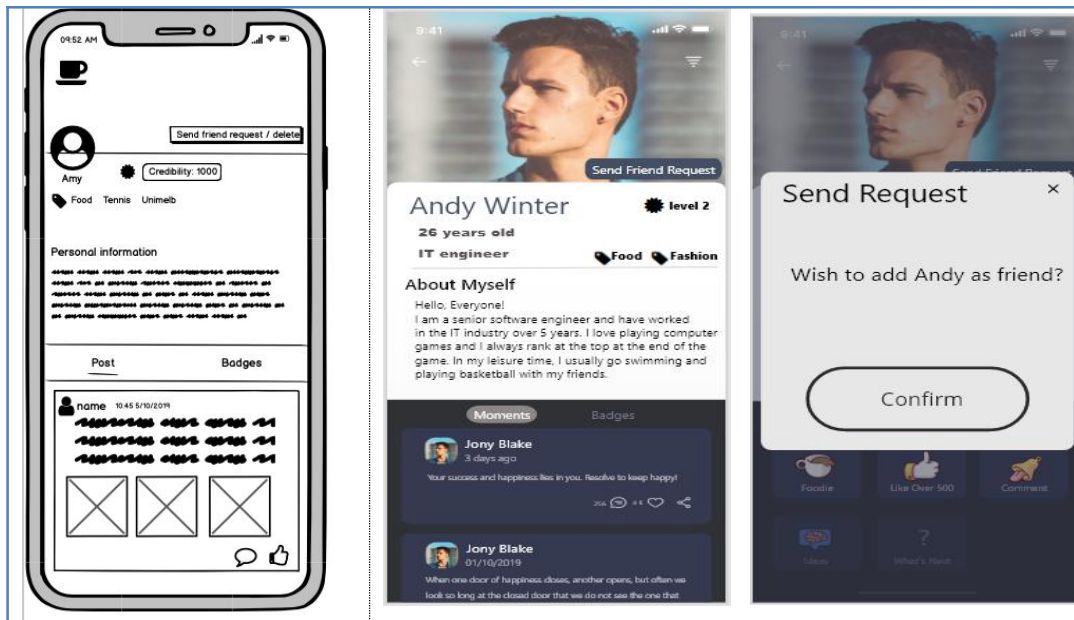 09:52 AM
Send friend request / delete
Amy
Credibility: 1000
Food Tennis Unimelb
Personal information
Post Badges
name 10:45 5/10/2019
9:41
Send Friend Request
Andy Winter
level 2
26 years old
IT engineer
Food Fashion
About Myself
Hello, Everyone!
I am a senior software engineer and have worked
in the IT industry over 5 years. I love playing computer
games and I always rank at the top at the end of the
game. In my leisure time, I usually go swimming and
playing basketball with my friends.
Moments Badges
Jony Blake
3 days ago
Your success and happiness lies in you. Resolve to keep happy!
Jony Blake
01/10/2019
When one door of happiness closes, another opens, but often we
look so long at the closed door that we do not see the one that
9:41
Send Friend Request
Send Request ×
Wish to add Andy as friend?
Confirm
Foodie Like Over 500 Comment
What's Next